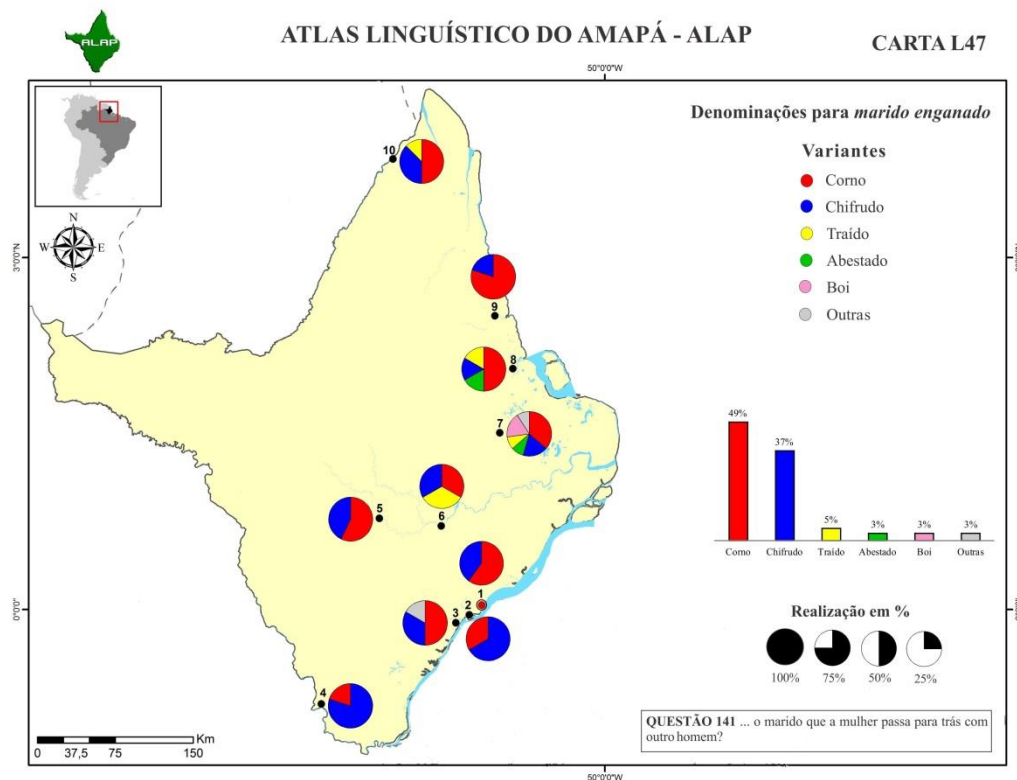 ALAP
ATLAS LINGUÍSTICO DO AMAPÁ - ALAP
CARTA L47
50°0'0"W
Denominações para marido enganado
Variantes
Corno
Chifrudo
Traído
Abestado
Boi
Outras
N
W
E
S
3°0'0"N
10
9
8
7
5
6
1
2
3
4
0°0'0"
49%
37%
5%
3%
3%
3%
Corno
Chifrudo
Traído
Abestado
Boi
Outras
Realização em %
100%
75%
50%
25%
QUESTÃO 141 ... o marido que a mulher passa para trás com
outro homem?
Km
0 37,5 75 150
50°0'0"W